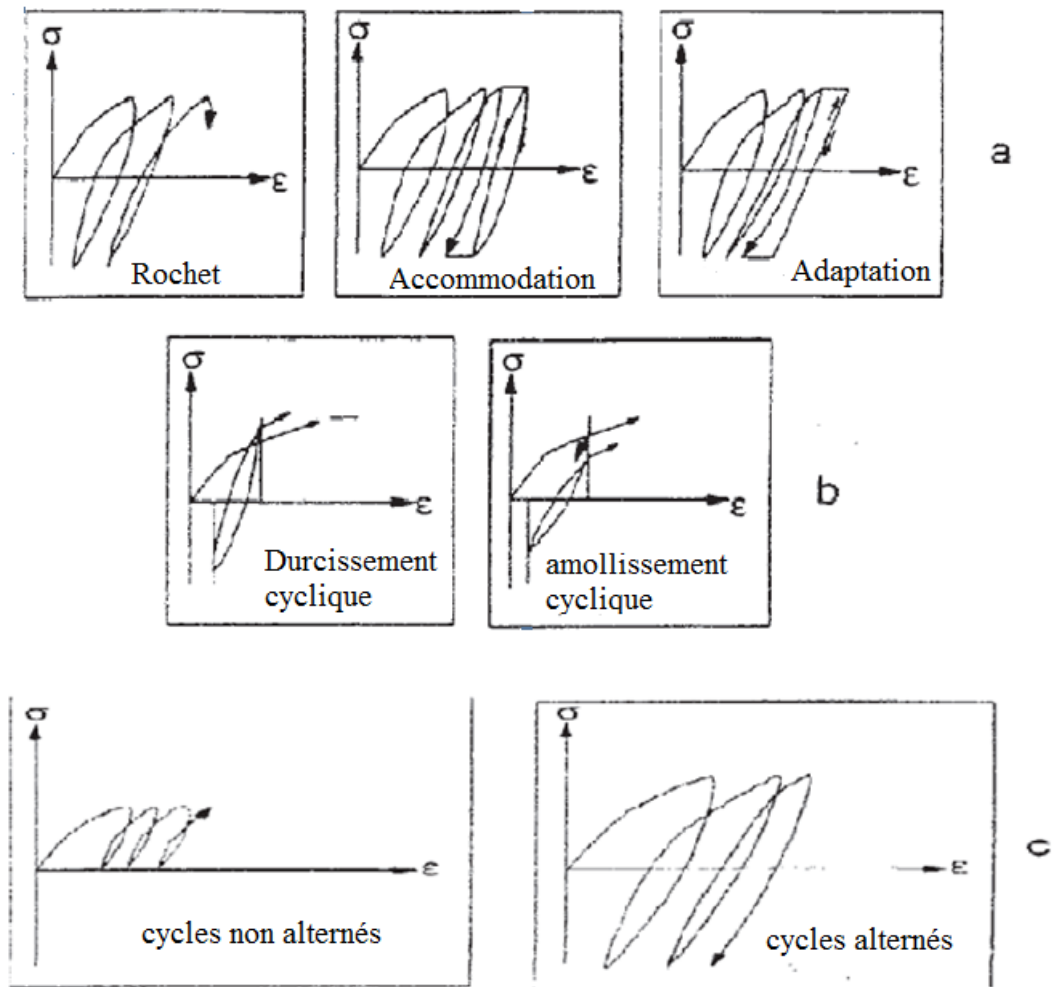 σ
σ
σ
ε
ε
ε
a
Rochet
Accommodation
Adaptation
σ
σ
ε
ε
b
Durcissement
cyclique
amollissement
cyclique
σ
σ
ε
ε
c
cycles non alternés
cycles alternés